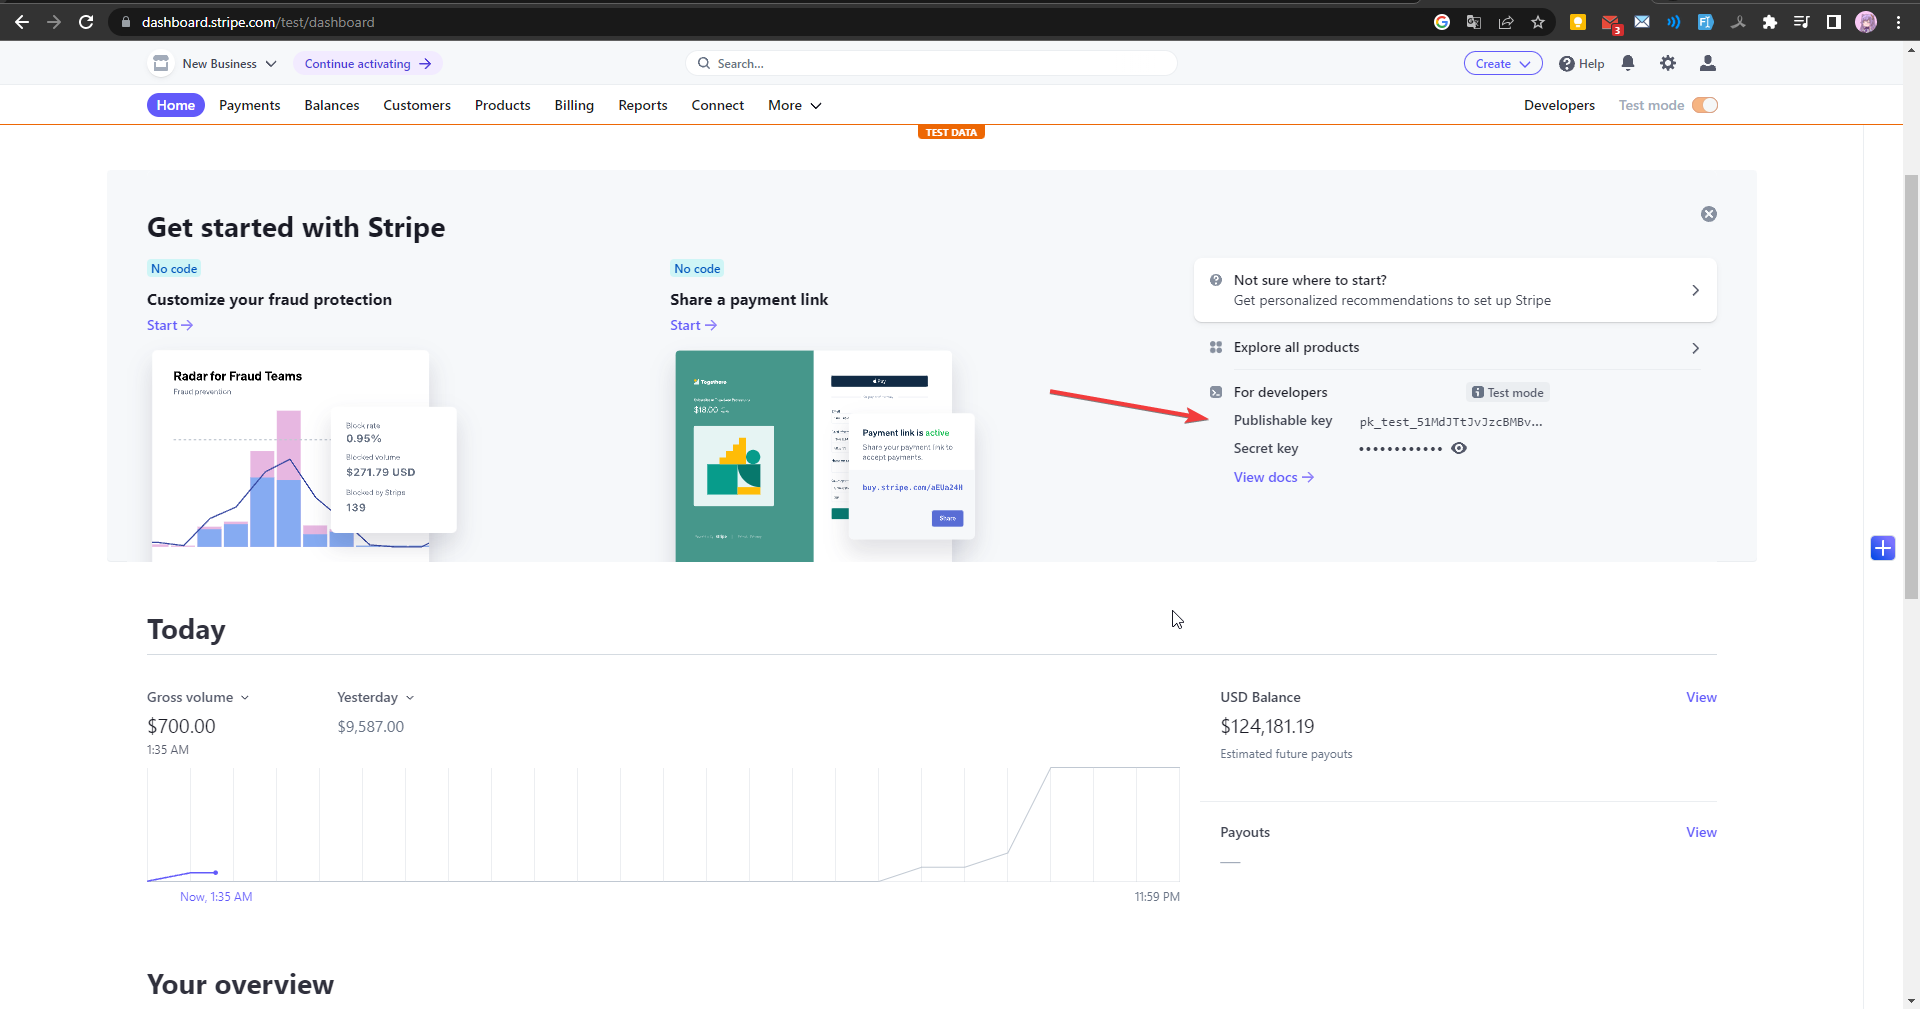 dashboard.stripe.com/test/dashboard
3
New Business
Continue activating
Search...
Create
Help
Home
Payments
Balances
Customers
Products
Billing
Reports
Connect
More
Developers
Test mode
TEST DATA
Get started with Stripe
No code
Customize your fraud protection
Start
Radar for Fraud Teams
Fraud prevention
Block rate
0.95%
Blocked volume
$271.79 USD
Blocked by Stripe
139
No code
Share a payment link
Start
Togethere
$18.00
Pay
Payment link is active
Share your payment link to
accept payments.
buy.stripe.com/aEUa24H
Share
stripe
Not sure where to start?
Get personalized recommendations to set up Stripe
Explore all products
For developers
Test mode
Publishable key
pk_test_51MdJTtJvJzcBMBv...
Secret key
••••••••••••
View docs
Today
Gross volume
$700.00
1:35 AM
Yesterday
$9,587.00
Now, 1:35 AM
11:59 PM
USD Balance
View
$124,181.19
Estimated future payouts
Payouts
View
—
Your overview